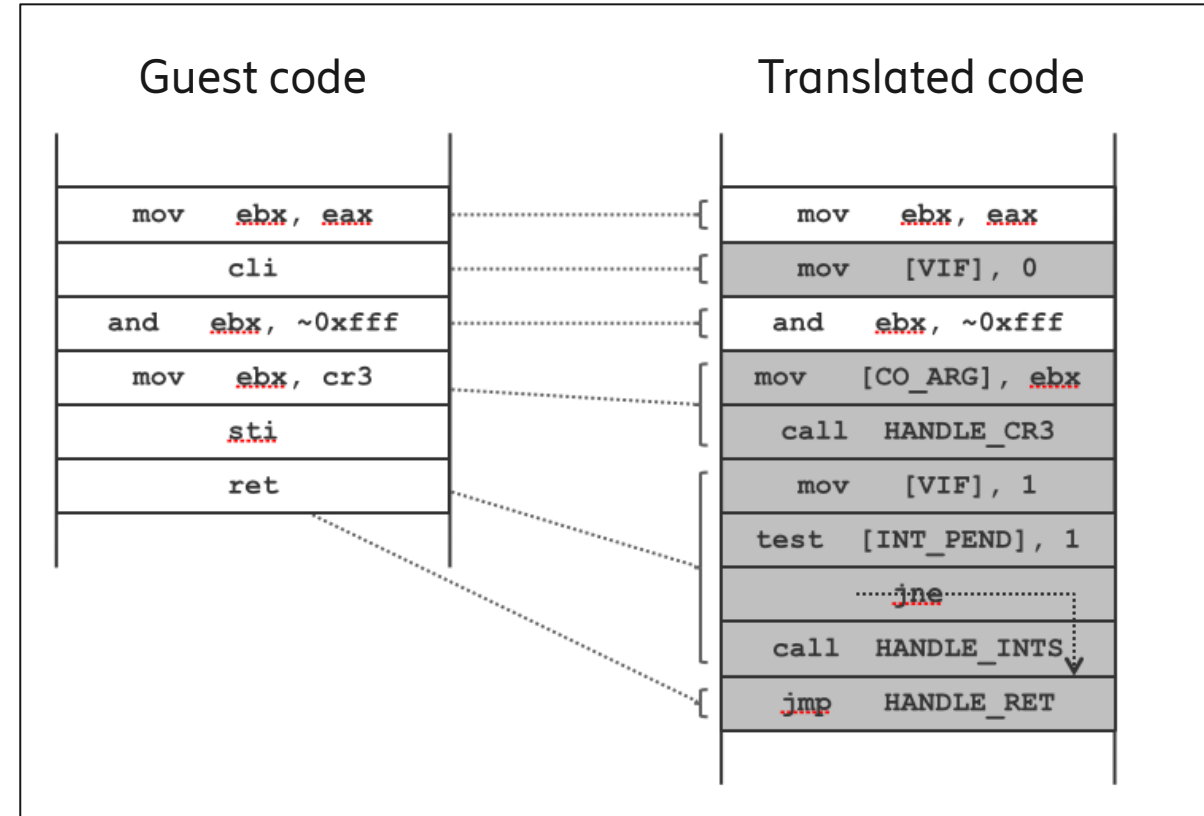 Guest code
Translated code
mov ebx, eax
cli
and ebx, ~0xfff
mov ebx, cr3
sti
ret
mov ebx, eax
mov [VIF], 0
and ebx, ~0xfff
mov [CO_ARG], ebx
call HANDLE_CR3
mov [VIF], 1
test [INT_PEND], 1
jne
call HANDLE_INTS
jmp HANDLE_RET